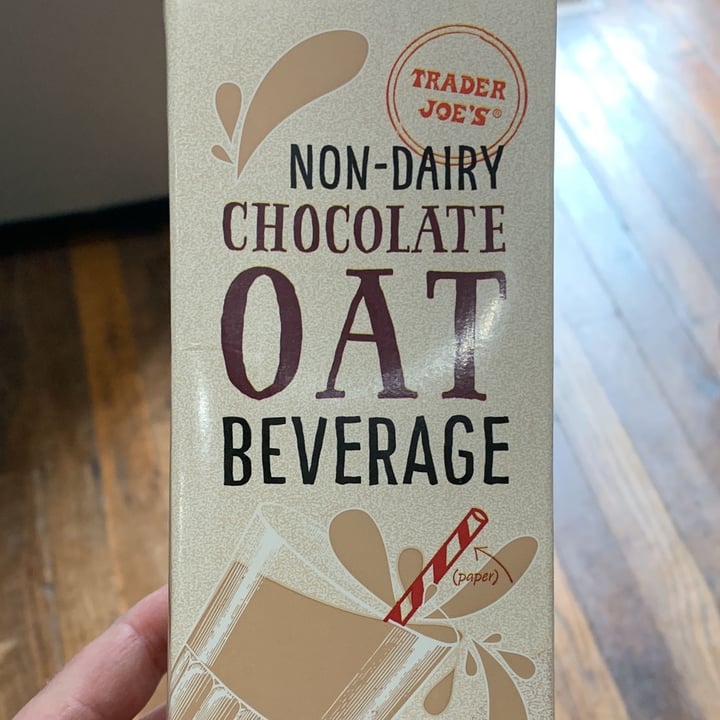 TRADER
JOE'S®
NON-DAIRY
CHOCOLATE
OAT
BEVERAGE
(paper)